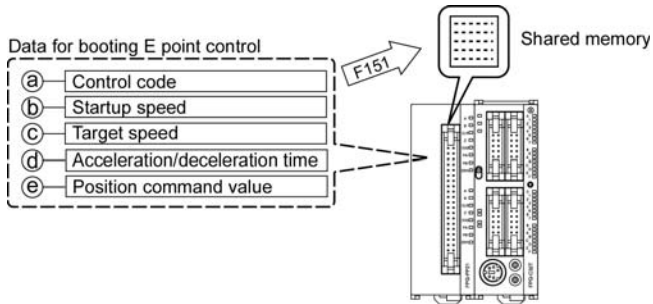 Data for booting E point control
a Control code
b Startup speed
c Target speed
d Acceleration/deceleration time
e Position command value
F151
Shared memory